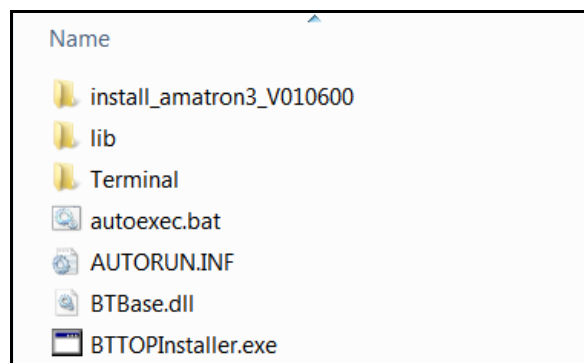 Name
install_amatron3_V010600
lib
Terminal
autoexec.bat
AUTORUN.INF
BTBase.dll
BTTOPInstaller.exe